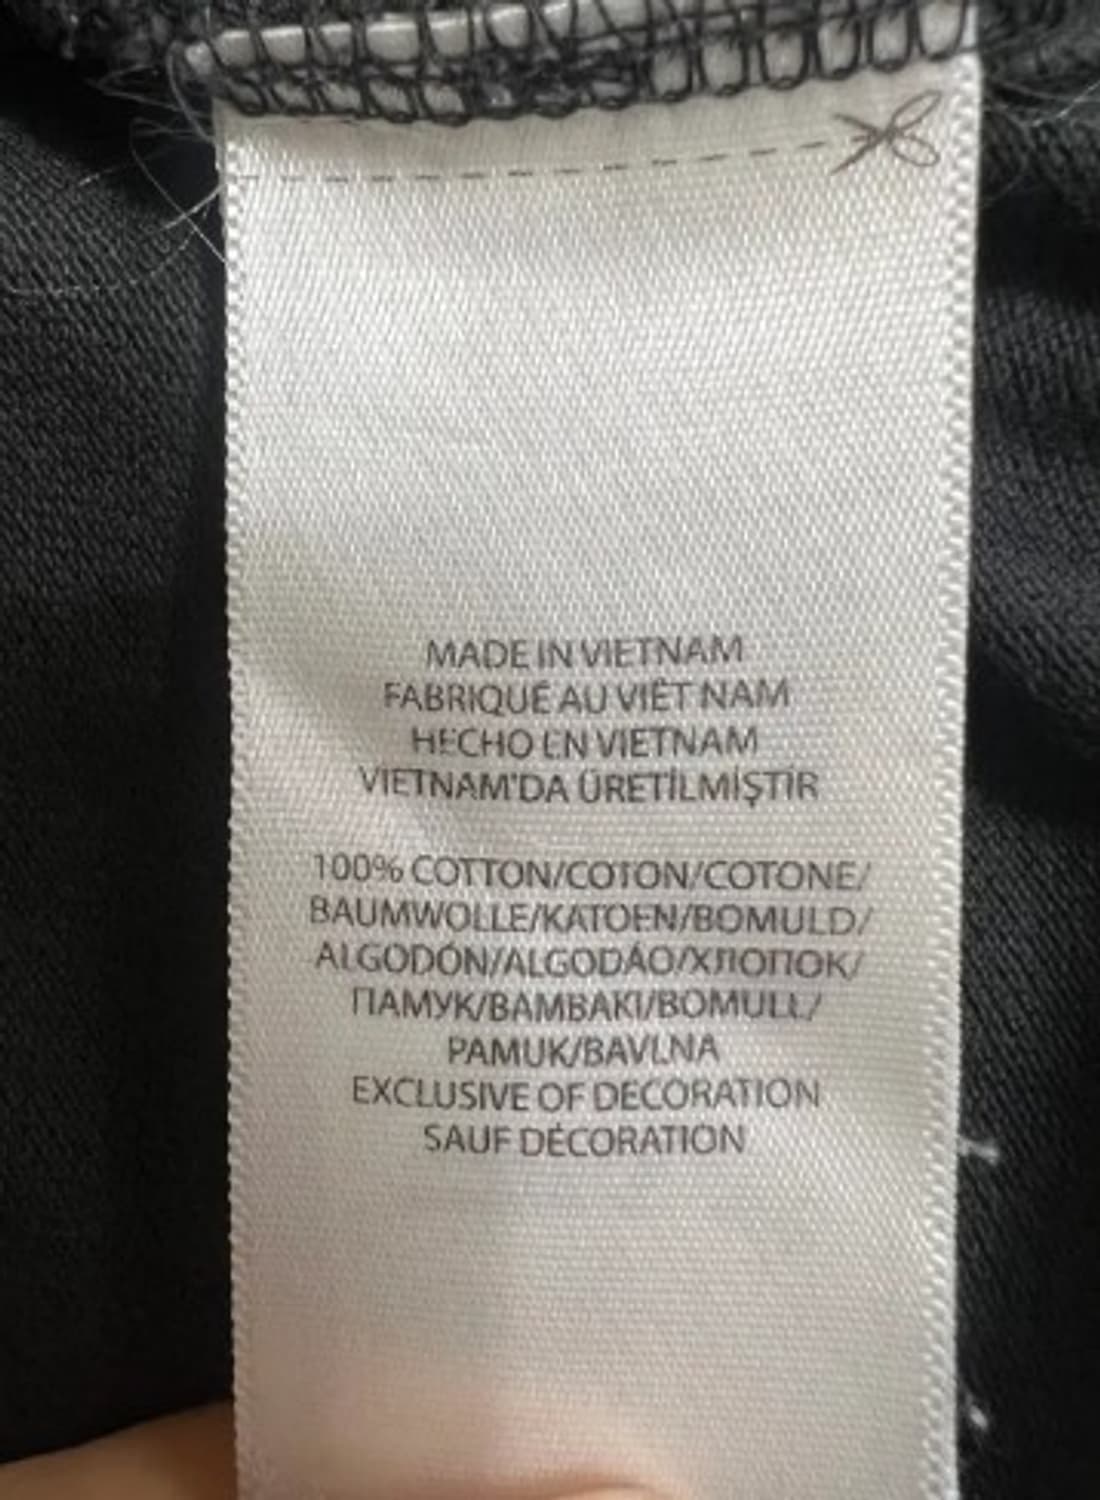 MADE IN VIETNAM
FABRIQUÉ AU VIÊT NAM
HECHO EN VIETNAM
VIETNAM'DA ÜRETİLMİŞTİR
100% COTTON/COTON/COTONE/
BAUMWOLLE/KATOEN/BOMULD/
ALGODÓN/ALGODÃO/ХЛОПОК/
ПАМУК/ΒΑΜΒΑΚΙ/BOMULL/
PAMUK/BAVLNA
EXCLUSIVE OF DECORATION
SAUF DÉCORATION